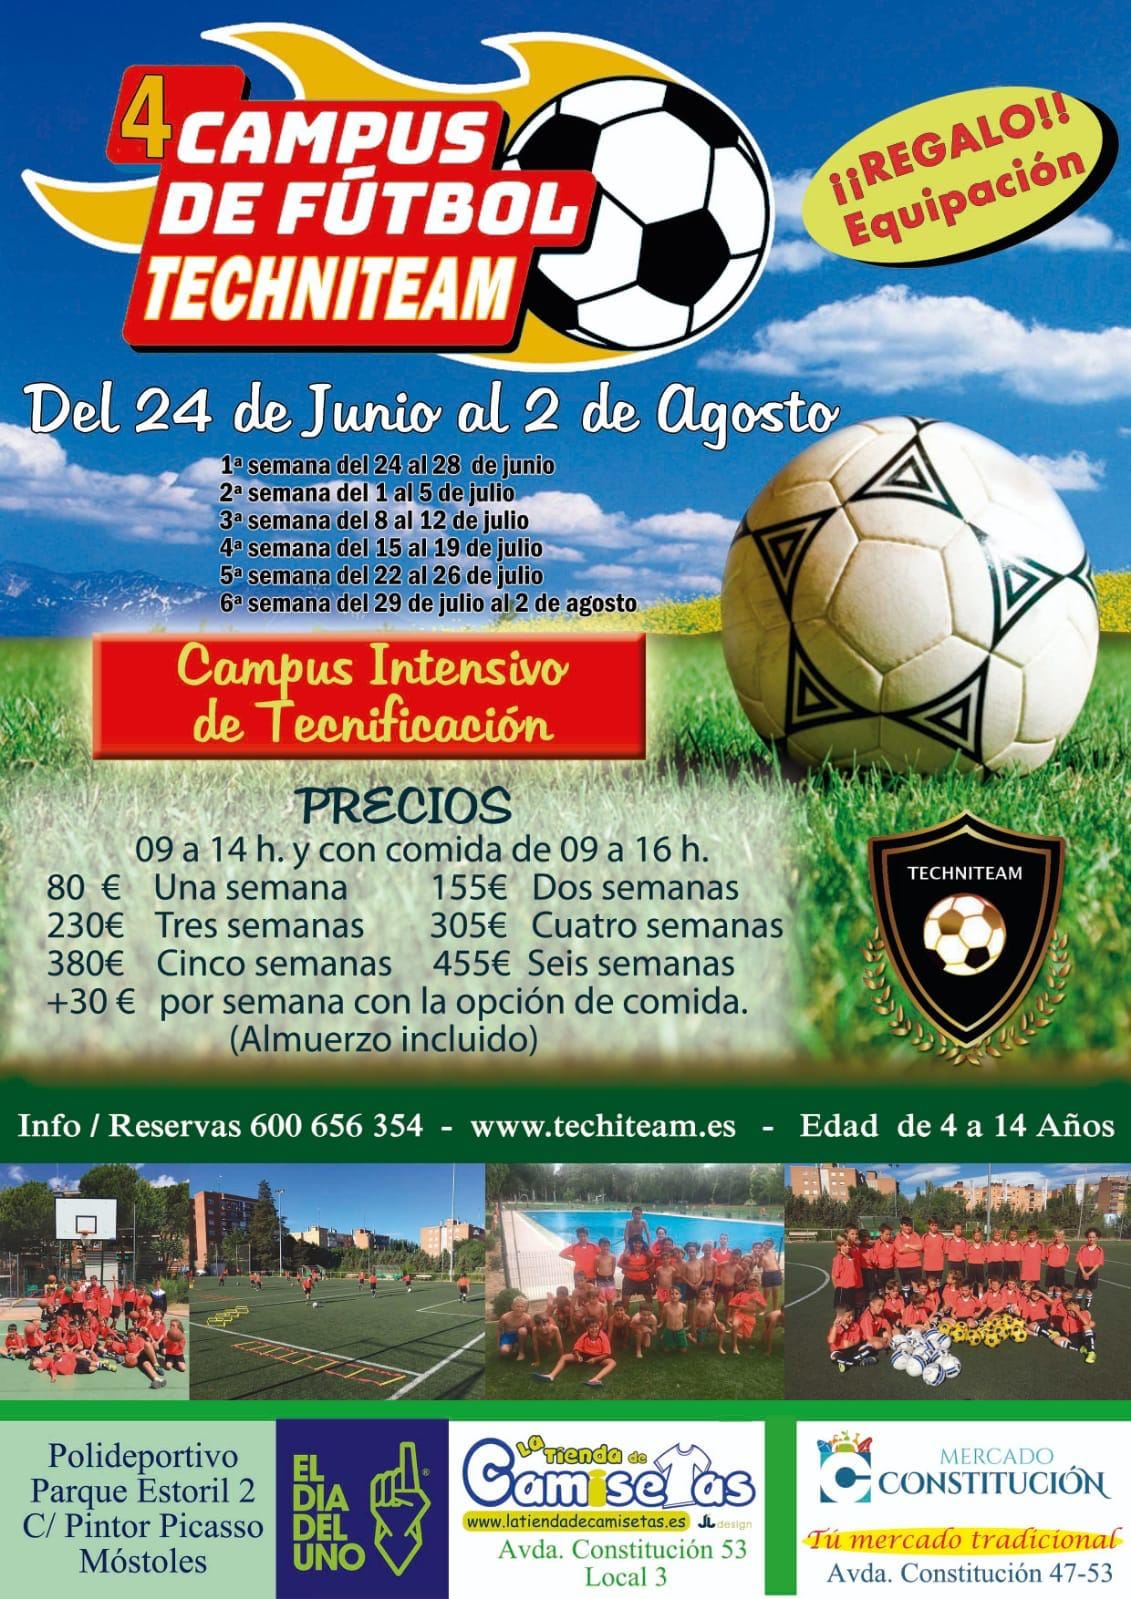 4 CAMPUS
DE FÚTBOL
TECHNITEAM
¡¡REGALO!!
Equipación
Del 24 de Junio al 2 de Agosto
1ª semana del 24 al 28 de junio
2ª semana del 1 al 5 de julio
3ª semana del 8 al 12 de julio
4ª semana del 15 al 19 de julio
5ª semana del 22 al 26 de julio
6ª semana del 29 de julio al 2 de agosto
Campus Intensivo
de Tecnificación
PRECIOS
09 a 14 h. y con comida de 09 a 16 h.
80 € Una semana 155€ Dos semanas
230€ Tres semanas 305€ Cuatro semanas
380€ Cinco semanas 455€ Seis semanas
+30 € por semana con la opción de comida.
(Almuerzo incluido)
TECHNITEAM
Info / Reservas 600 656 354 - www.techiteam.es - Edad de 4 a 14 Años
Polideportivo
Parque Estoril 2
C/ Pintor Picasso
Móstoles
EL
DIA
DEL
UNO
®
La Tienda de
Camisetas
www.latiendadecamisetas.es
design
Avda. Constitución 53
Local 3
MERCADO
CONSTITUCIÓN
Tú mercado tradicional
Avda. Constitución 47-53